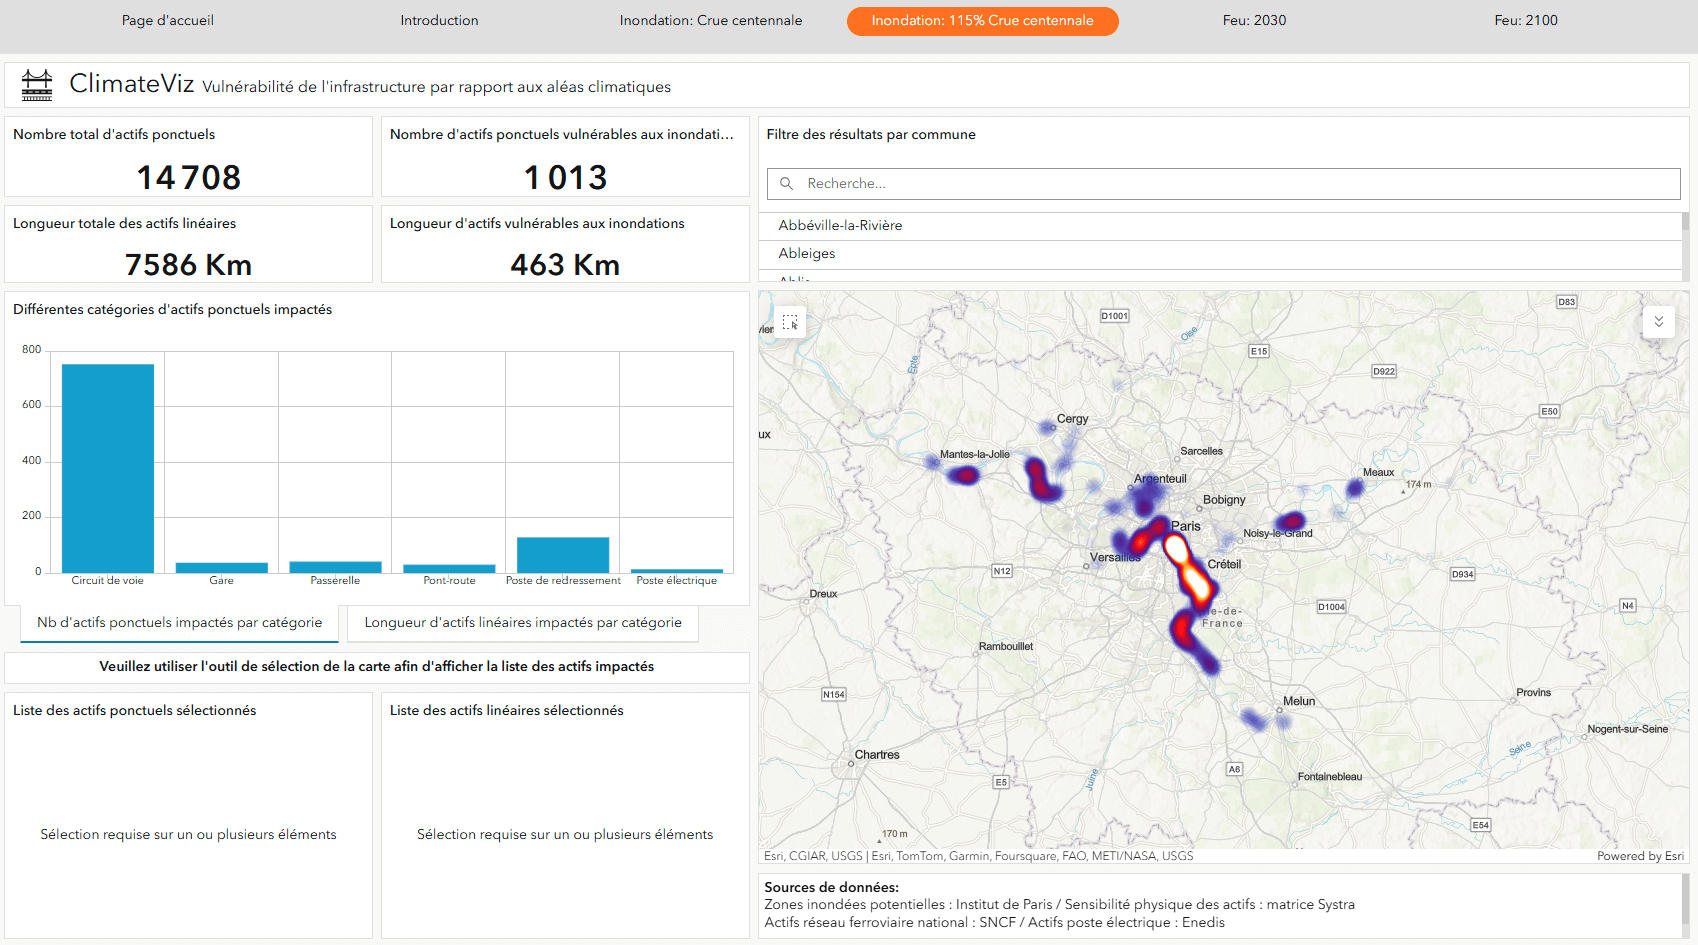 Page d'accueil
Introduction
Inondation: Crue centennale
Inondation: 115% Crue centennale
Feu: 2030
Feu: 2100
ClimateViz Vulnérabilité de l'infrastructure par rapport aux aléas climatiques
Nombre total d'actifs ponctuels
14 708
Nombre d'actifs ponctuels vulnérables aux inondati...
1 013
Longueur totale des actifs linéaires
7586 Km
Longueur d'actifs vulnérables aux inondations
463 Km
Filtre des résultats par commune
Recherche...
Abbéville-la-Rivière
Ableiges
Différentes catégories d'actifs ponctuels impactés
800
600
400
200
0
Circuit de voie
Gare
Passerelle
Pont-route
Poste de redressement
Poste électrique
Nb d'actifs ponctuels impactés par catégorie
Longueur d'actifs linéaires impactés par catégorie
Veuillez utiliser l'outil de sélection de la carte afin d'afficher la liste des actifs impactés
Liste des actifs ponctuels sélectionnés
Sélection requise sur un ou plusieurs éléments
Liste des actifs linéaires sélectionnés
Sélection requise sur un ou plusieurs éléments
D83
D1001
Oise
E15
Epte
D922
E50
Cergy
ux
Mantes-la-Jolie
Sarcelles
Argenteuil
Meaux
174 m
Bobigny
Paris
Noisy-le-Grand
Versailles
Créteil
N12
D934
Dreux
Île-de-
France
D1004
N4
Rambouillet
N154
Melun
Provins
Nogent-sur-Seine
Seine
Chartres
A6
E5
Juine
Fontainebleau
E54
170 m
Esri, CGIAR, USGS | Esri, TomTom, Garmin, Foursquare, FAO, METI/NASA, USGS
Powered by Esri
Sources de données:
Zones inondées potentielles : Institut de Paris / Sensibilité physique des actifs : matrice Systra
Actifs réseau ferroviaire national : SNCF / Actifs poste électrique : Enedis